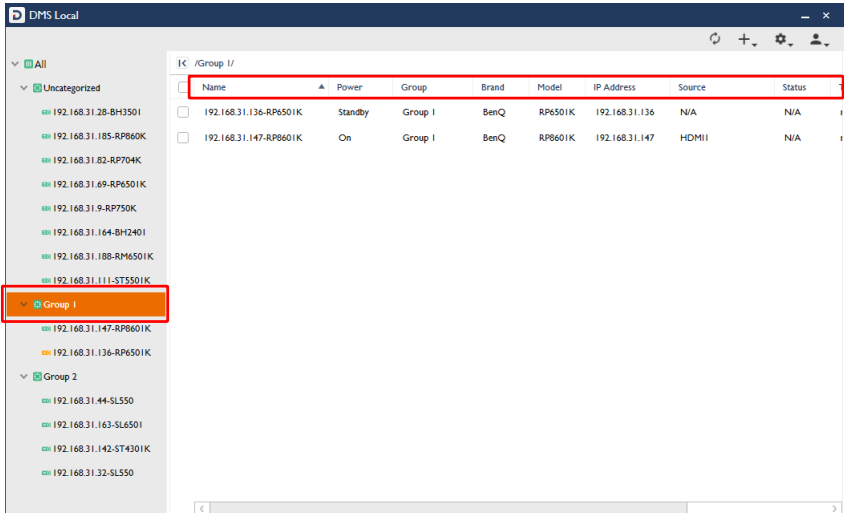 DMS Local
All
Uncategorized
192.168.31.28-BH3501
192.168.31.185-RP860K
192.168.31.82-RP704K
192.168.31.69-RP6501K
192.168.31.9-RP750K
192.168.31.164-BH2401
192.168.31.188-RM6501K
192.168.31.111-ST5501K
Group 1
192.168.31.147-RP8601K
192.168.31.136-RP6501K
Group 2
192.168.31.44-SL550
192.168.31.163-SL6501
192.168.31.142-ST4301K
192.168.31.32-SL550
/Group 1/
Name Power Group Brand Model IP Address Source Status
192.168.31.136-RP6501K Standby Group 1 BenQ RP6501K 192.168.31.136 N/A N/A
192.168.31.147-RP8601K On Group 1 BenQ RP8601K 192.168.31.147 HDMI1 N/A